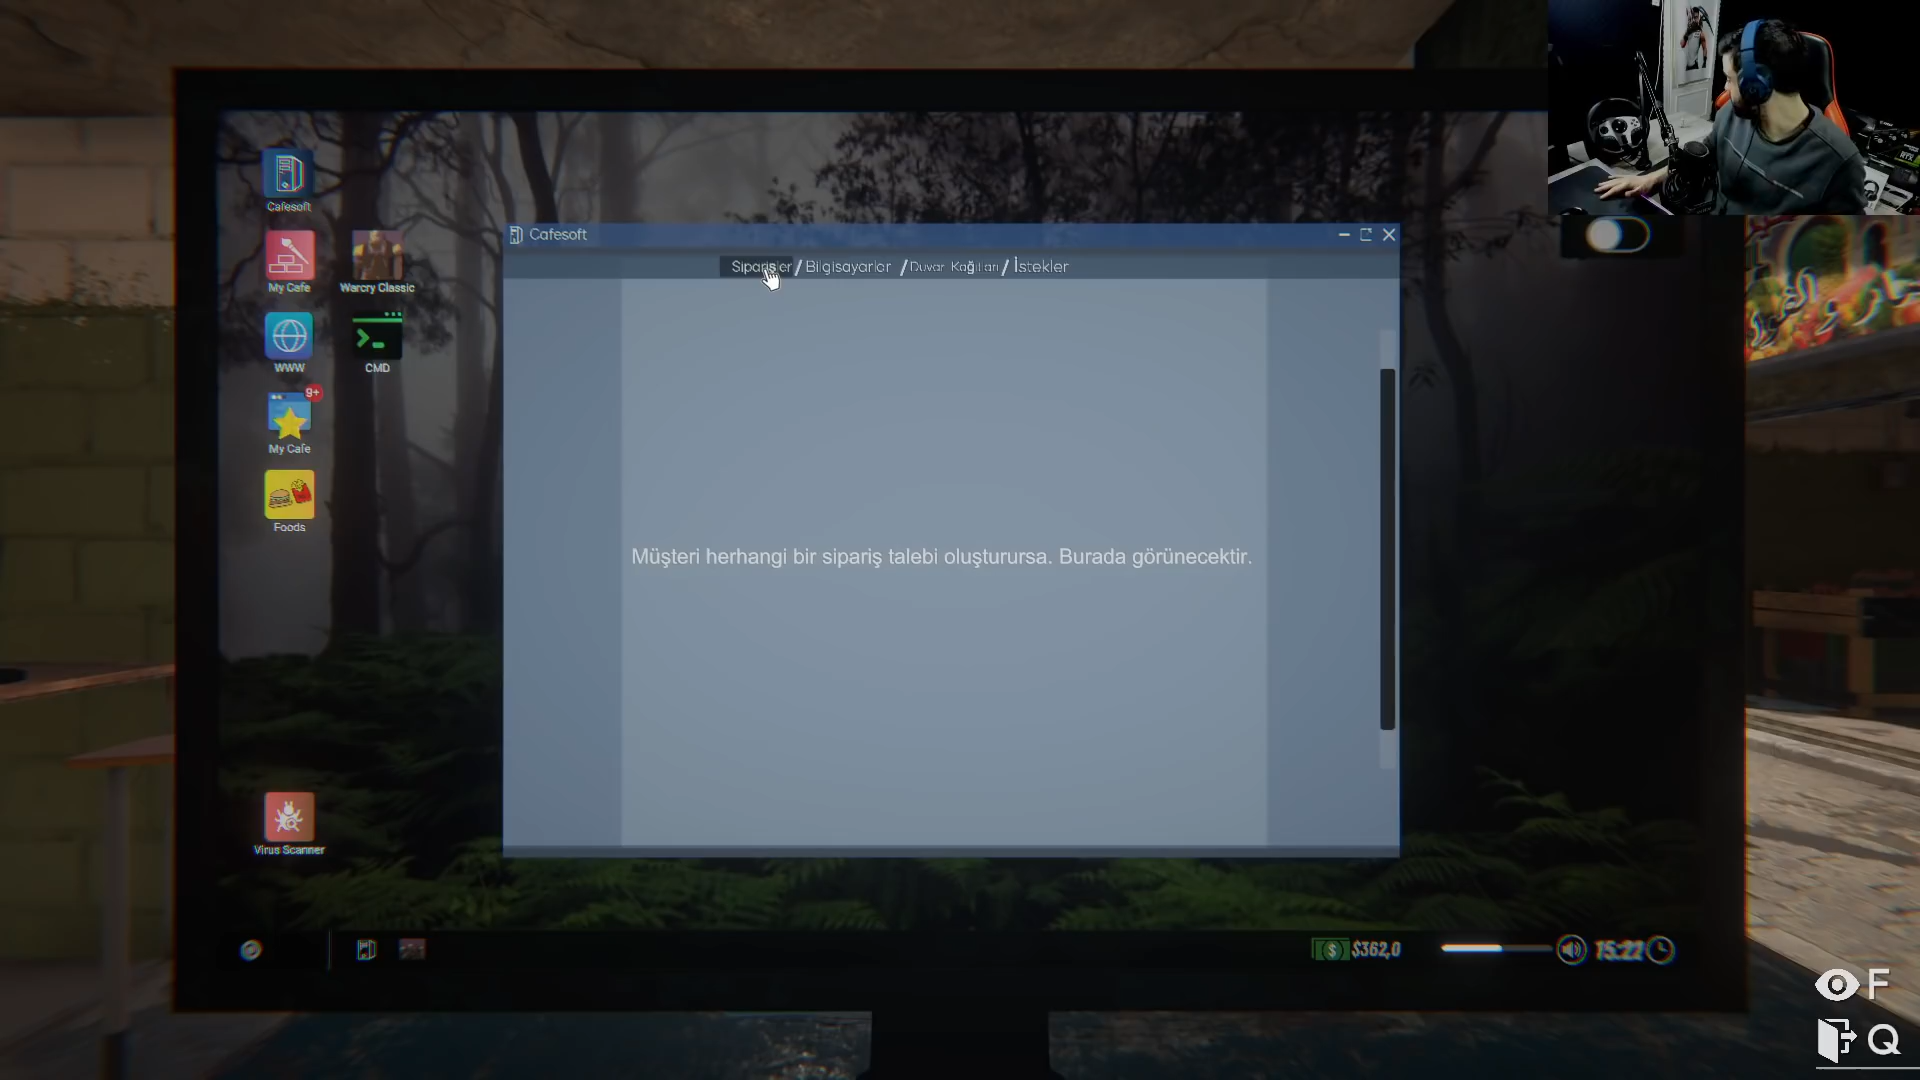 Cafesoft
My Cafe
Warcry Classic
WWW
CMD
9+
My Cafe
Foods
Virus Scanner
Cafesoft
Siparişler / Bilgisayarlar / Duvar Kağıtları / İstekler
Müşteri herhangi bir sipariş talebi oluşturursa. Burada görünecektir.
$362,0
15:22
F
Q